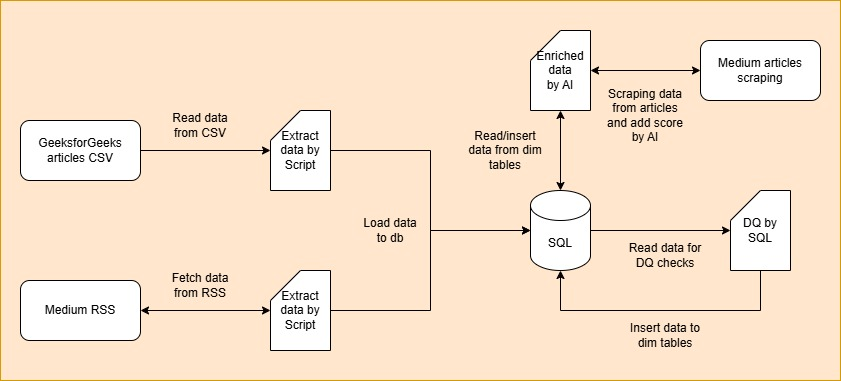 Enriched
data
by AI
Medium articles
scraping
Scraping data
from articles
and add score
by AI
Read data
from CSV
GeeksforGeeks
articles CSV
Extract
data by
Script
Read/insert
data from dim
tables
Load data
to db
SQL
DQ by
SQL
Read data for
DQ checks
Fetch data
from RSS
Medium RSS
Extract
data by
Script
Insert data to
dim tables